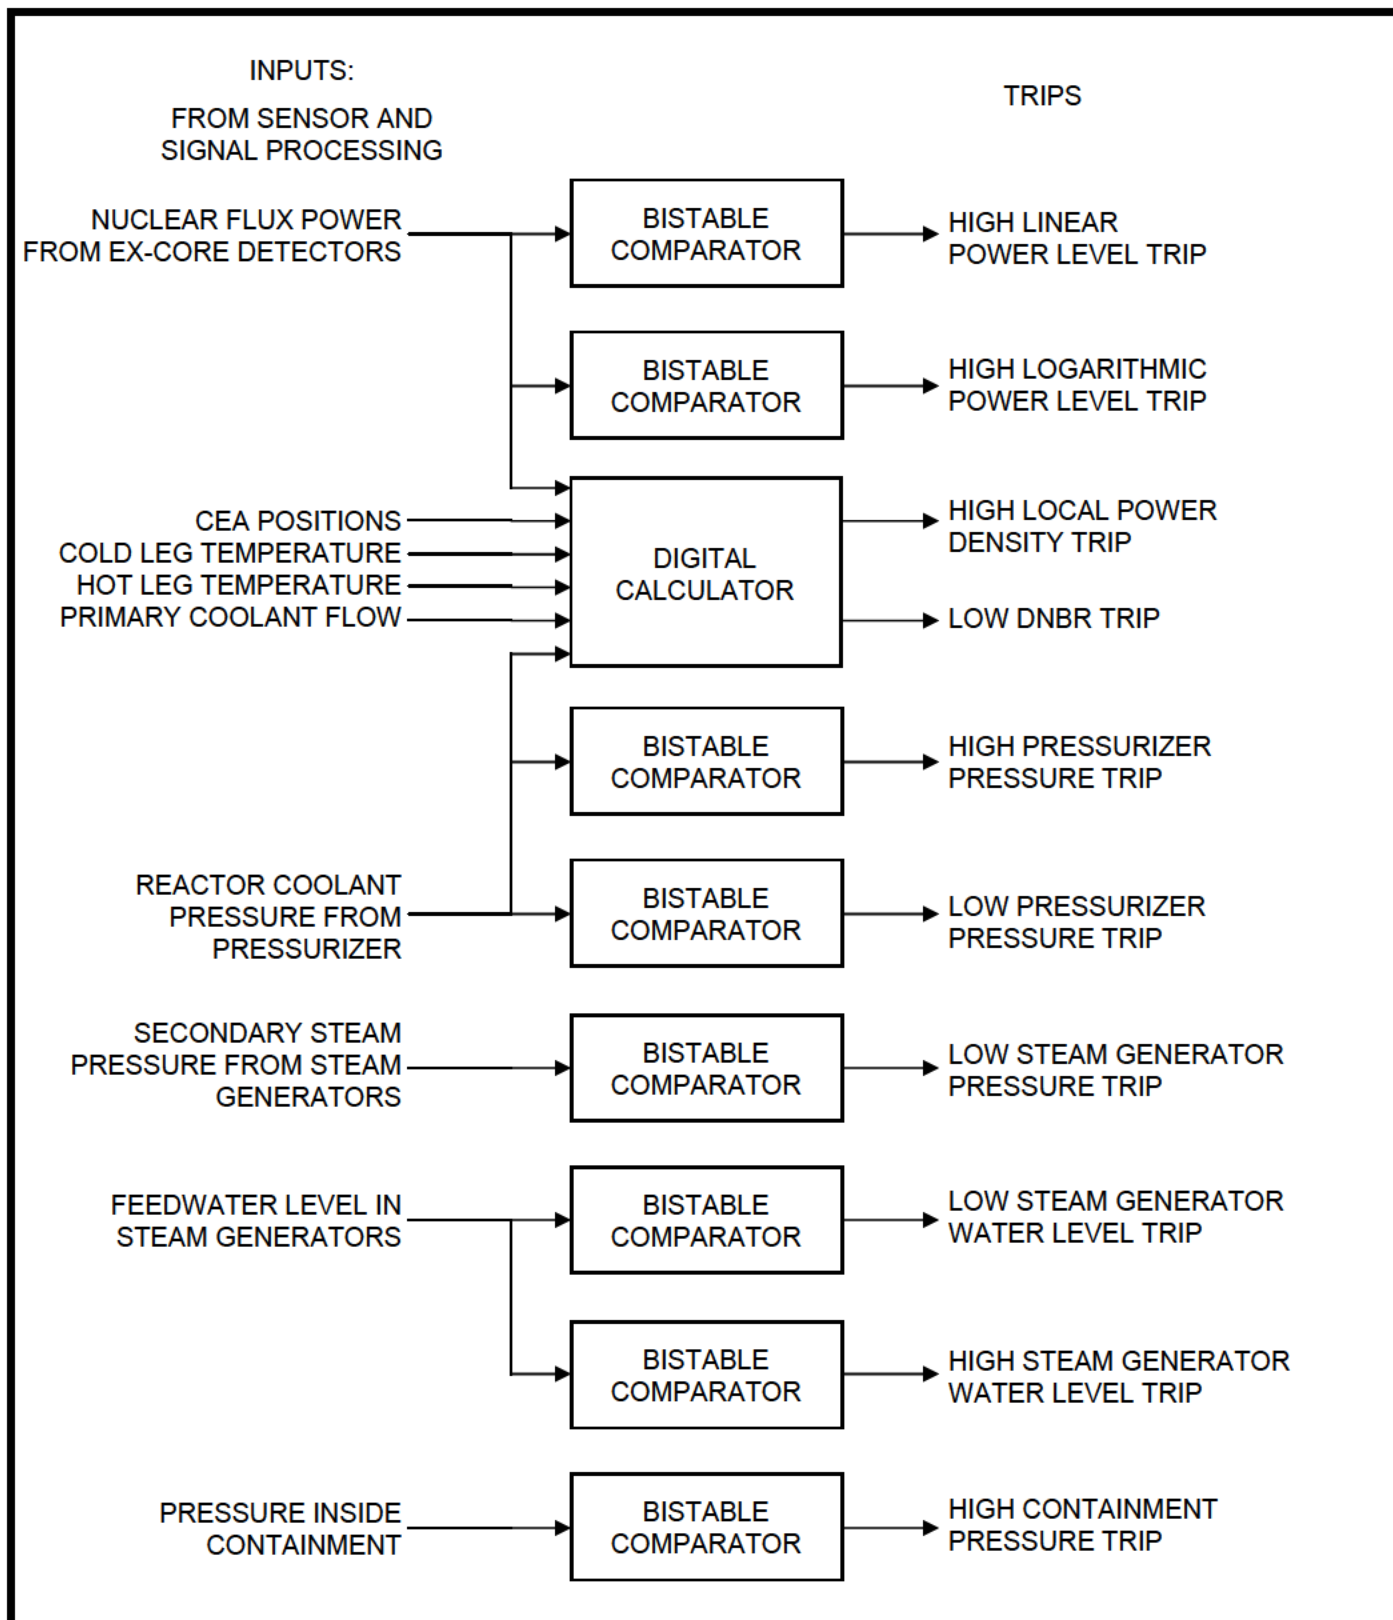 INPUTS:
FROM SENSOR AND
SIGNAL PROCESSING
TRIPS
NUCLEAR FLUX POWER
FROM EX-CORE DETECTORS
BISTABLE
COMPARATOR
HIGH LINEAR
POWER LEVEL TRIP
BISTABLE
COMPARATOR
HIGH LOGARITHMIC
POWER LEVEL TRIP
CEA POSITIONS
COLD LEG TEMPERATURE
HOT LEG TEMPERATURE
PRIMARY COOLANT FLOW
DIGITAL
CALCULATOR
HIGH LOCAL POWER
DENSITY TRIP
LOW DNBR TRIP
BISTABLE
COMPARATOR
HIGH PRESSURIZER
PRESSURE TRIP
REACTOR COOLANT
PRESSURE FROM
PRESSURIZER
BISTABLE
COMPARATOR
LOW PRESSURIZER
PRESSURE TRIP
SECONDARY STEAM
PRESSURE FROM STEAM
GENERATORS
BISTABLE
COMPARATOR
LOW STEAM GENERATOR
PRESSURE TRIP
FEEDWATER LEVEL IN
STEAM GENERATORS
BISTABLE
COMPARATOR
LOW STEAM GENERATOR
WATER LEVEL TRIP
BISTABLE
COMPARATOR
HIGH STEAM GENERATOR
WATER LEVEL TRIP
PRESSURE INSIDE
CONTAINMENT
BISTABLE
COMPARATOR
HIGH CONTAINMENT
PRESSURE TRIP